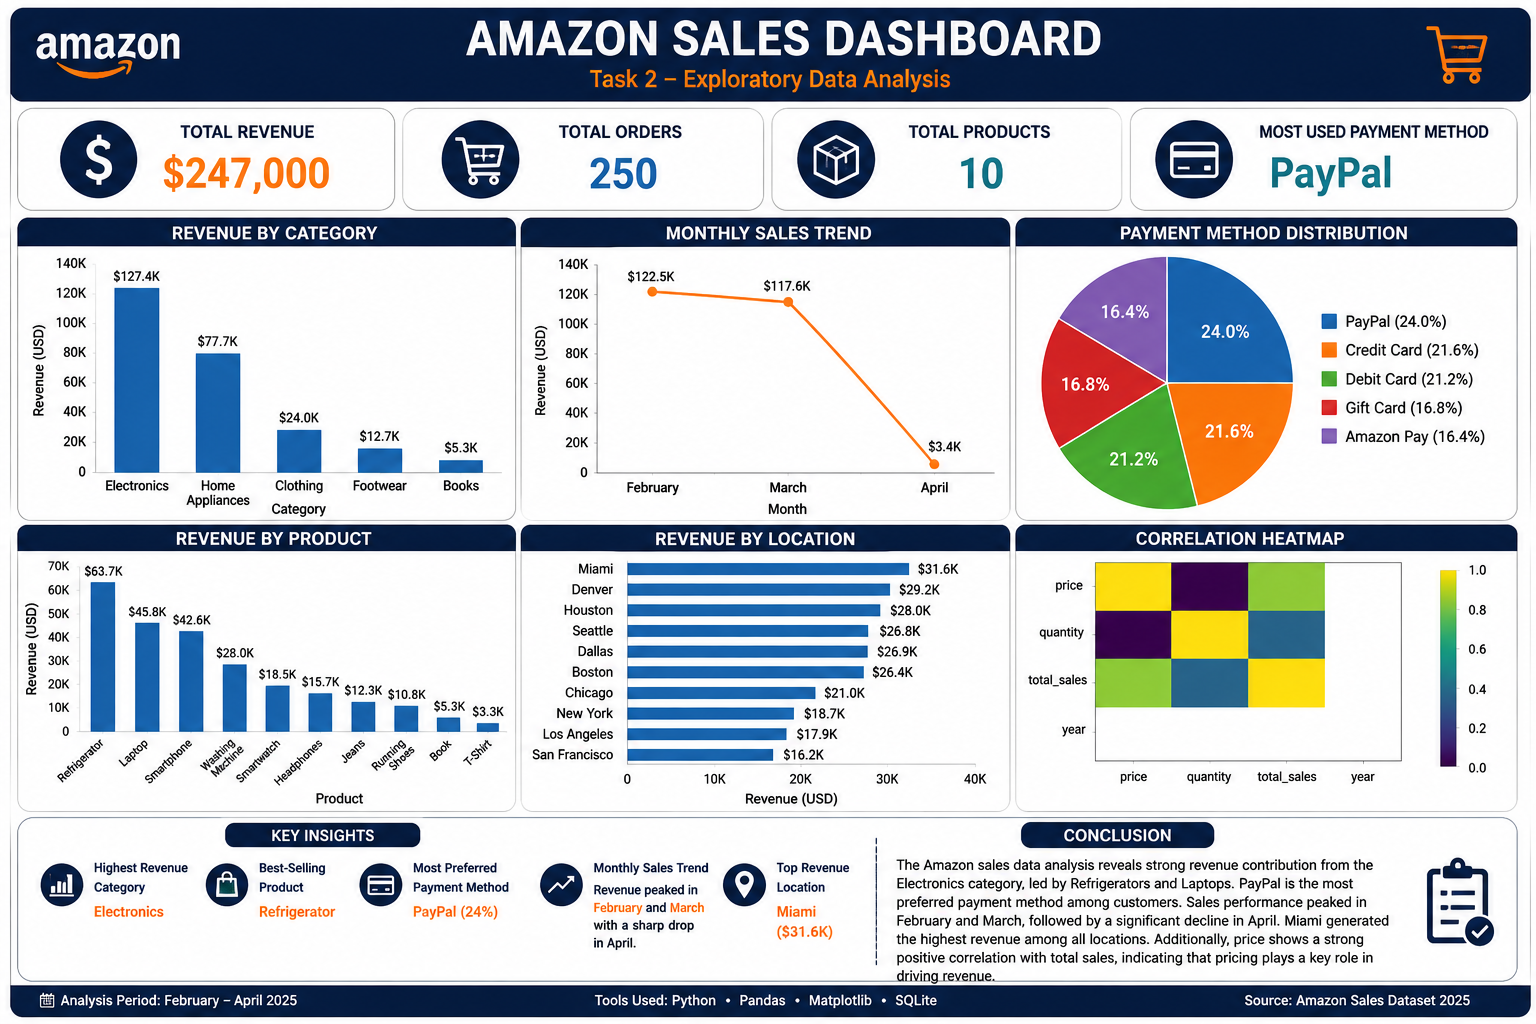 amazon
AMAZON SALES DASHBOARD
Task 2 – Exploratory Data Analysis
TOTAL REVENUE
$247,000
TOTAL ORDERS
250
TOTAL PRODUCTS
10
MOST USED PAYMENT METHOD
PayPal
REVENUE BY CATEGORY
Revenue (USD)
140K
120K
100K
80K
60K
40K
20K
0
$127.4K
$77.7K
$24.0K
$12.7K
$5.3K
Electronics
Home
Appliances
Clothing
Footwear
Books
Category
MONTHLY SALES TREND
Revenue (USD)
140K
120K
100K
80K
60K
40K
20K
0
$122.5K
$117.6K
$3.4K
February
March
April
Month
PAYMENT METHOD DISTRIBUTION
24.0%
21.6%
21.2%
16.8%
16.4%
PayPal (24.0%)
Credit Card (21.6%)
Debit Card (21.2%)
Gift Card (16.8%)
Amazon Pay (16.4%)
REVENUE BY PRODUCT
Revenue (USD)
70K
60K
50K
40K
30K
20K
10K
0
$63.7K
$45.8K
$42.6K
$28.0K
$18.5K
$15.7K
$12.3K
$10.8K
$5.3K
$3.3K
Refrigerator
Laptop
Smartphone
Washing
Mzchine
Smartwatch
Headphones
Jeans
Running
Shoes
Book
T-Shirt
Product
REVENUE BY LOCATION
Miami $31.6K
Denver $29.2K
Houston $28.0K
Seattle $26.8K
Dallas $26.9K
Boston $26.4K
Chicago $21.0K
New York $18.7K
Los Angeles $17.9K
San Francisco $16.2K
0 10K 20K 30K 40K
Revenue (USD)
CORRELATION HEATMAP
price
quantity
total_sales
year
price quantity total_sales year
1.0
0.8
0.6
0.4
0.2
0.0
KEY INSIGHTS
Highest Revenue
Category
Electronics
Best-Selling
Product
Refrigerator
Most Preferred
Payment Method
PayPal (24%)
Monthly Sales Trend
Revenue peaked in
February and March
with a sharp drop
in April.
Top Revenue
Location
Miami
($31.6K)
CONCLUSION
The Amazon sales data analysis reveals strong revenue contribution from the
Electronics category, led by Refrigerators and Laptops. PayPal is the most
preferred payment method among customers. Sales performance peaked in
February and March, followed by a significant decline in April. Miami generated
the highest revenue among all locations. Additionally, price shows a strong
positive correlation with total sales, indicating that pricing plays a key role in
driving revenue.
Analysis Period: February – April 2025
Tools Used: Python • Pandas • Matplotlib • SQLite
Source: Amazon Sales Dataset 2025